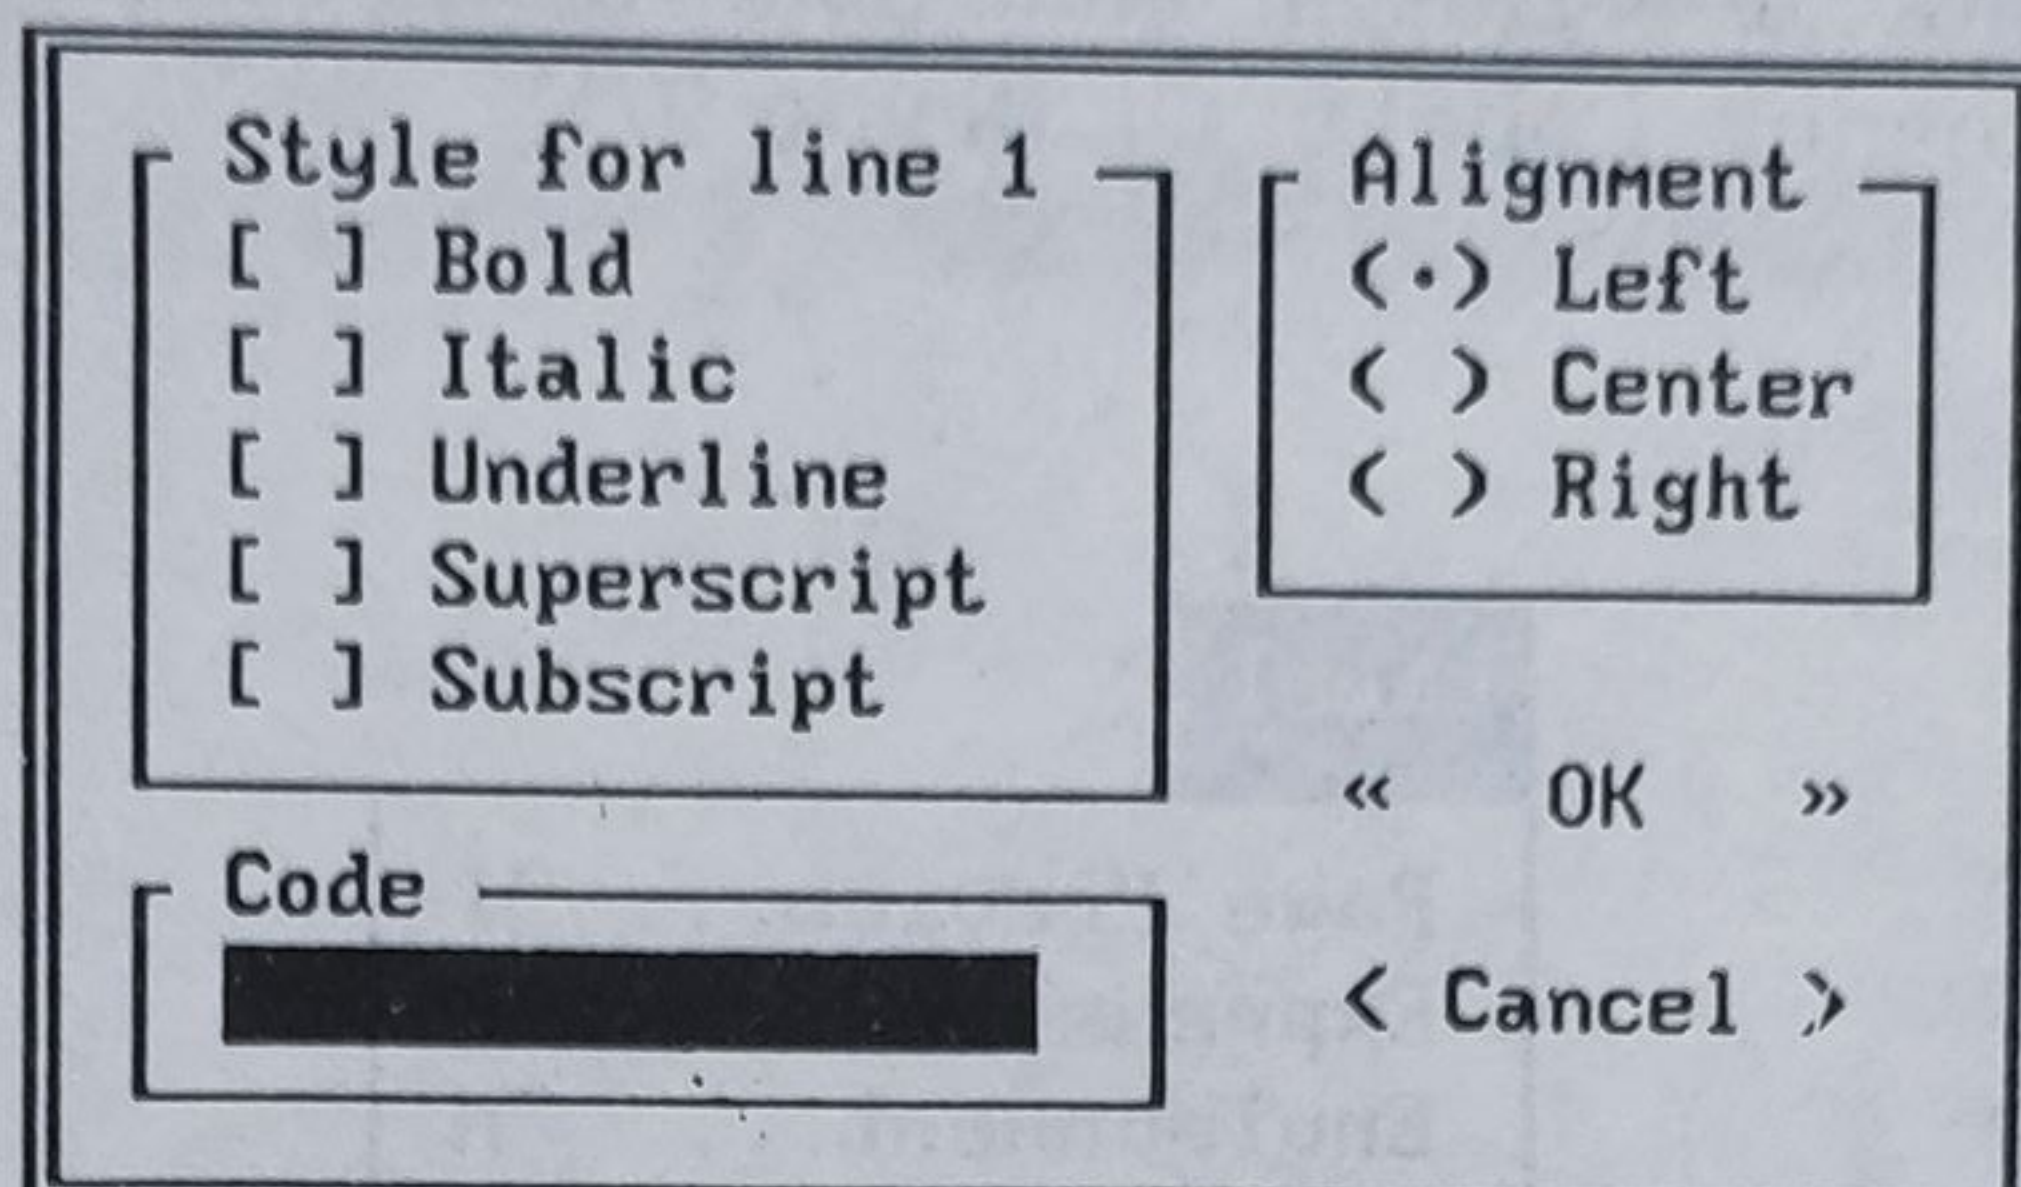 Style for line 1
[ ] Bold
[ ] Italic
[ ] Underline
[ ] Superscript
[ ] Subscript
Alignment
(·) Left
( ) Center
( ) Right
Code
« OK »
< Cancel >